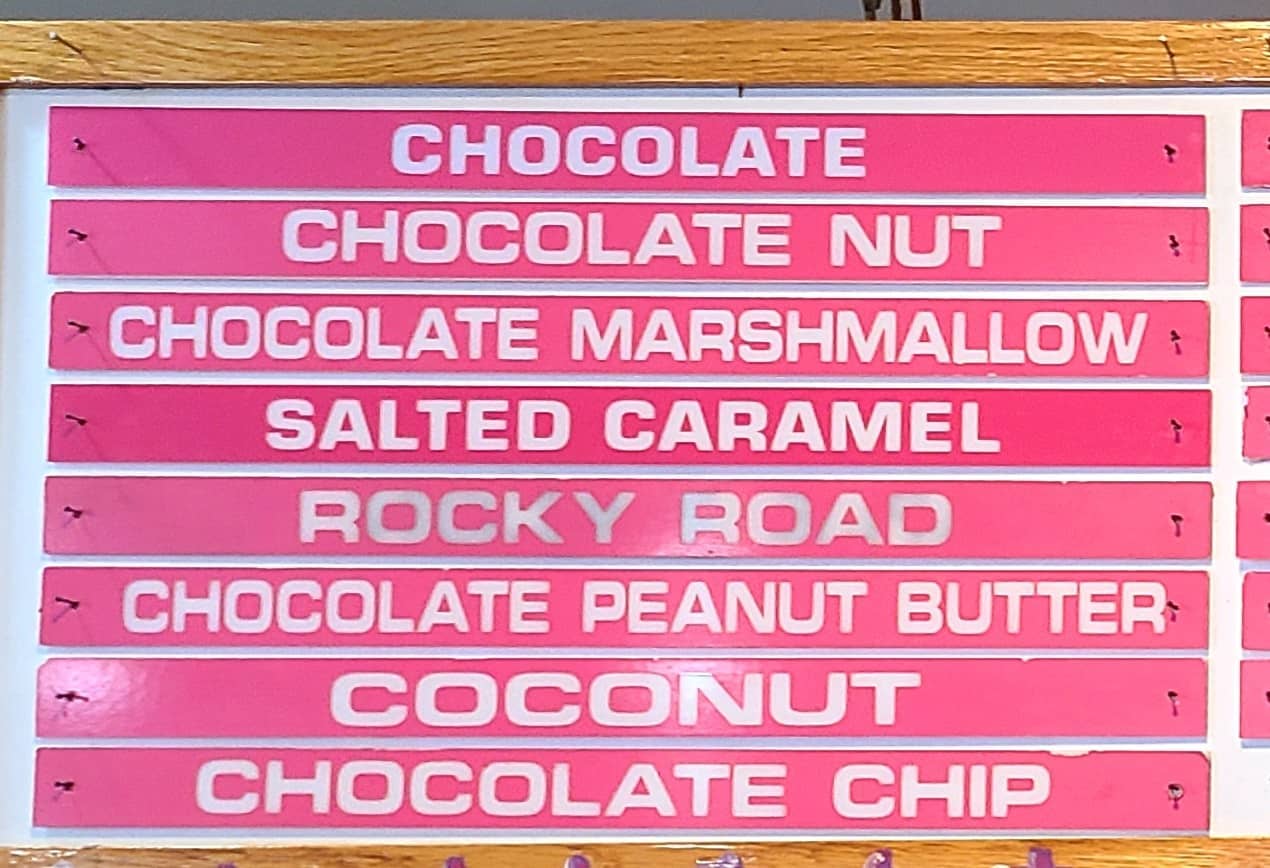 CHOCOLATE
CHOCOLATE NUT
CHOCOLATE MARSHMALLOW
SALTED CARAMEL
ROCKY ROAD
CHOCOLATE PEANUT BUTTER
COCONUT
CHOCOLATE CHIP